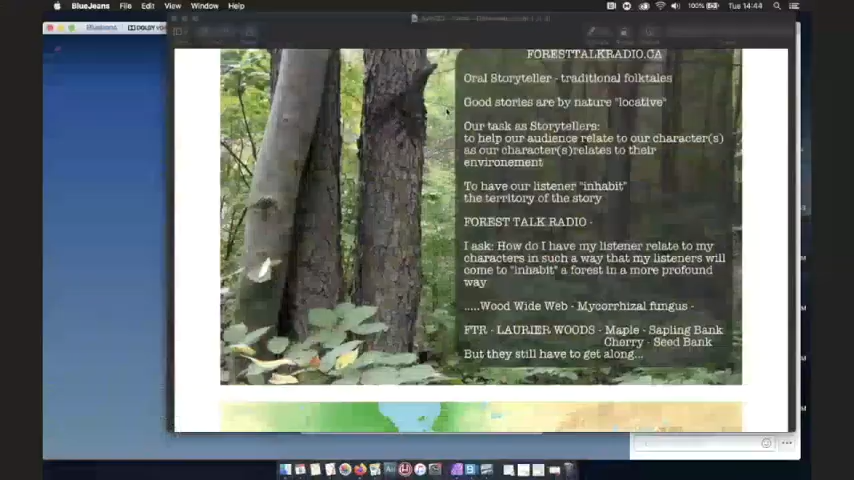 BlueJeans File Edit View Window Help
100% Tue 14:44
BlueJeans
FORESTTALKRADIO.CA
Oral Storyteller - traditional folktales
Good stories are by nature "locative"
Our task as Storytellers:
to help our audience relate to our character(s)
as our character(s)relates to their
environement
To have our listener "inhabit"
the territory of the story
FOREST TALK RADIO -
I ask: How do I have my listener relate to my
characters in such a way that my listeners will
come to "inhabit" a forest in a more profound
way
.....Wood Wide Web - Mycorrhizal fungus -
FTR - LAURIER WOODS - Maple - Sapling Bank
Cherry - Seed Bank
But they still have to get along...